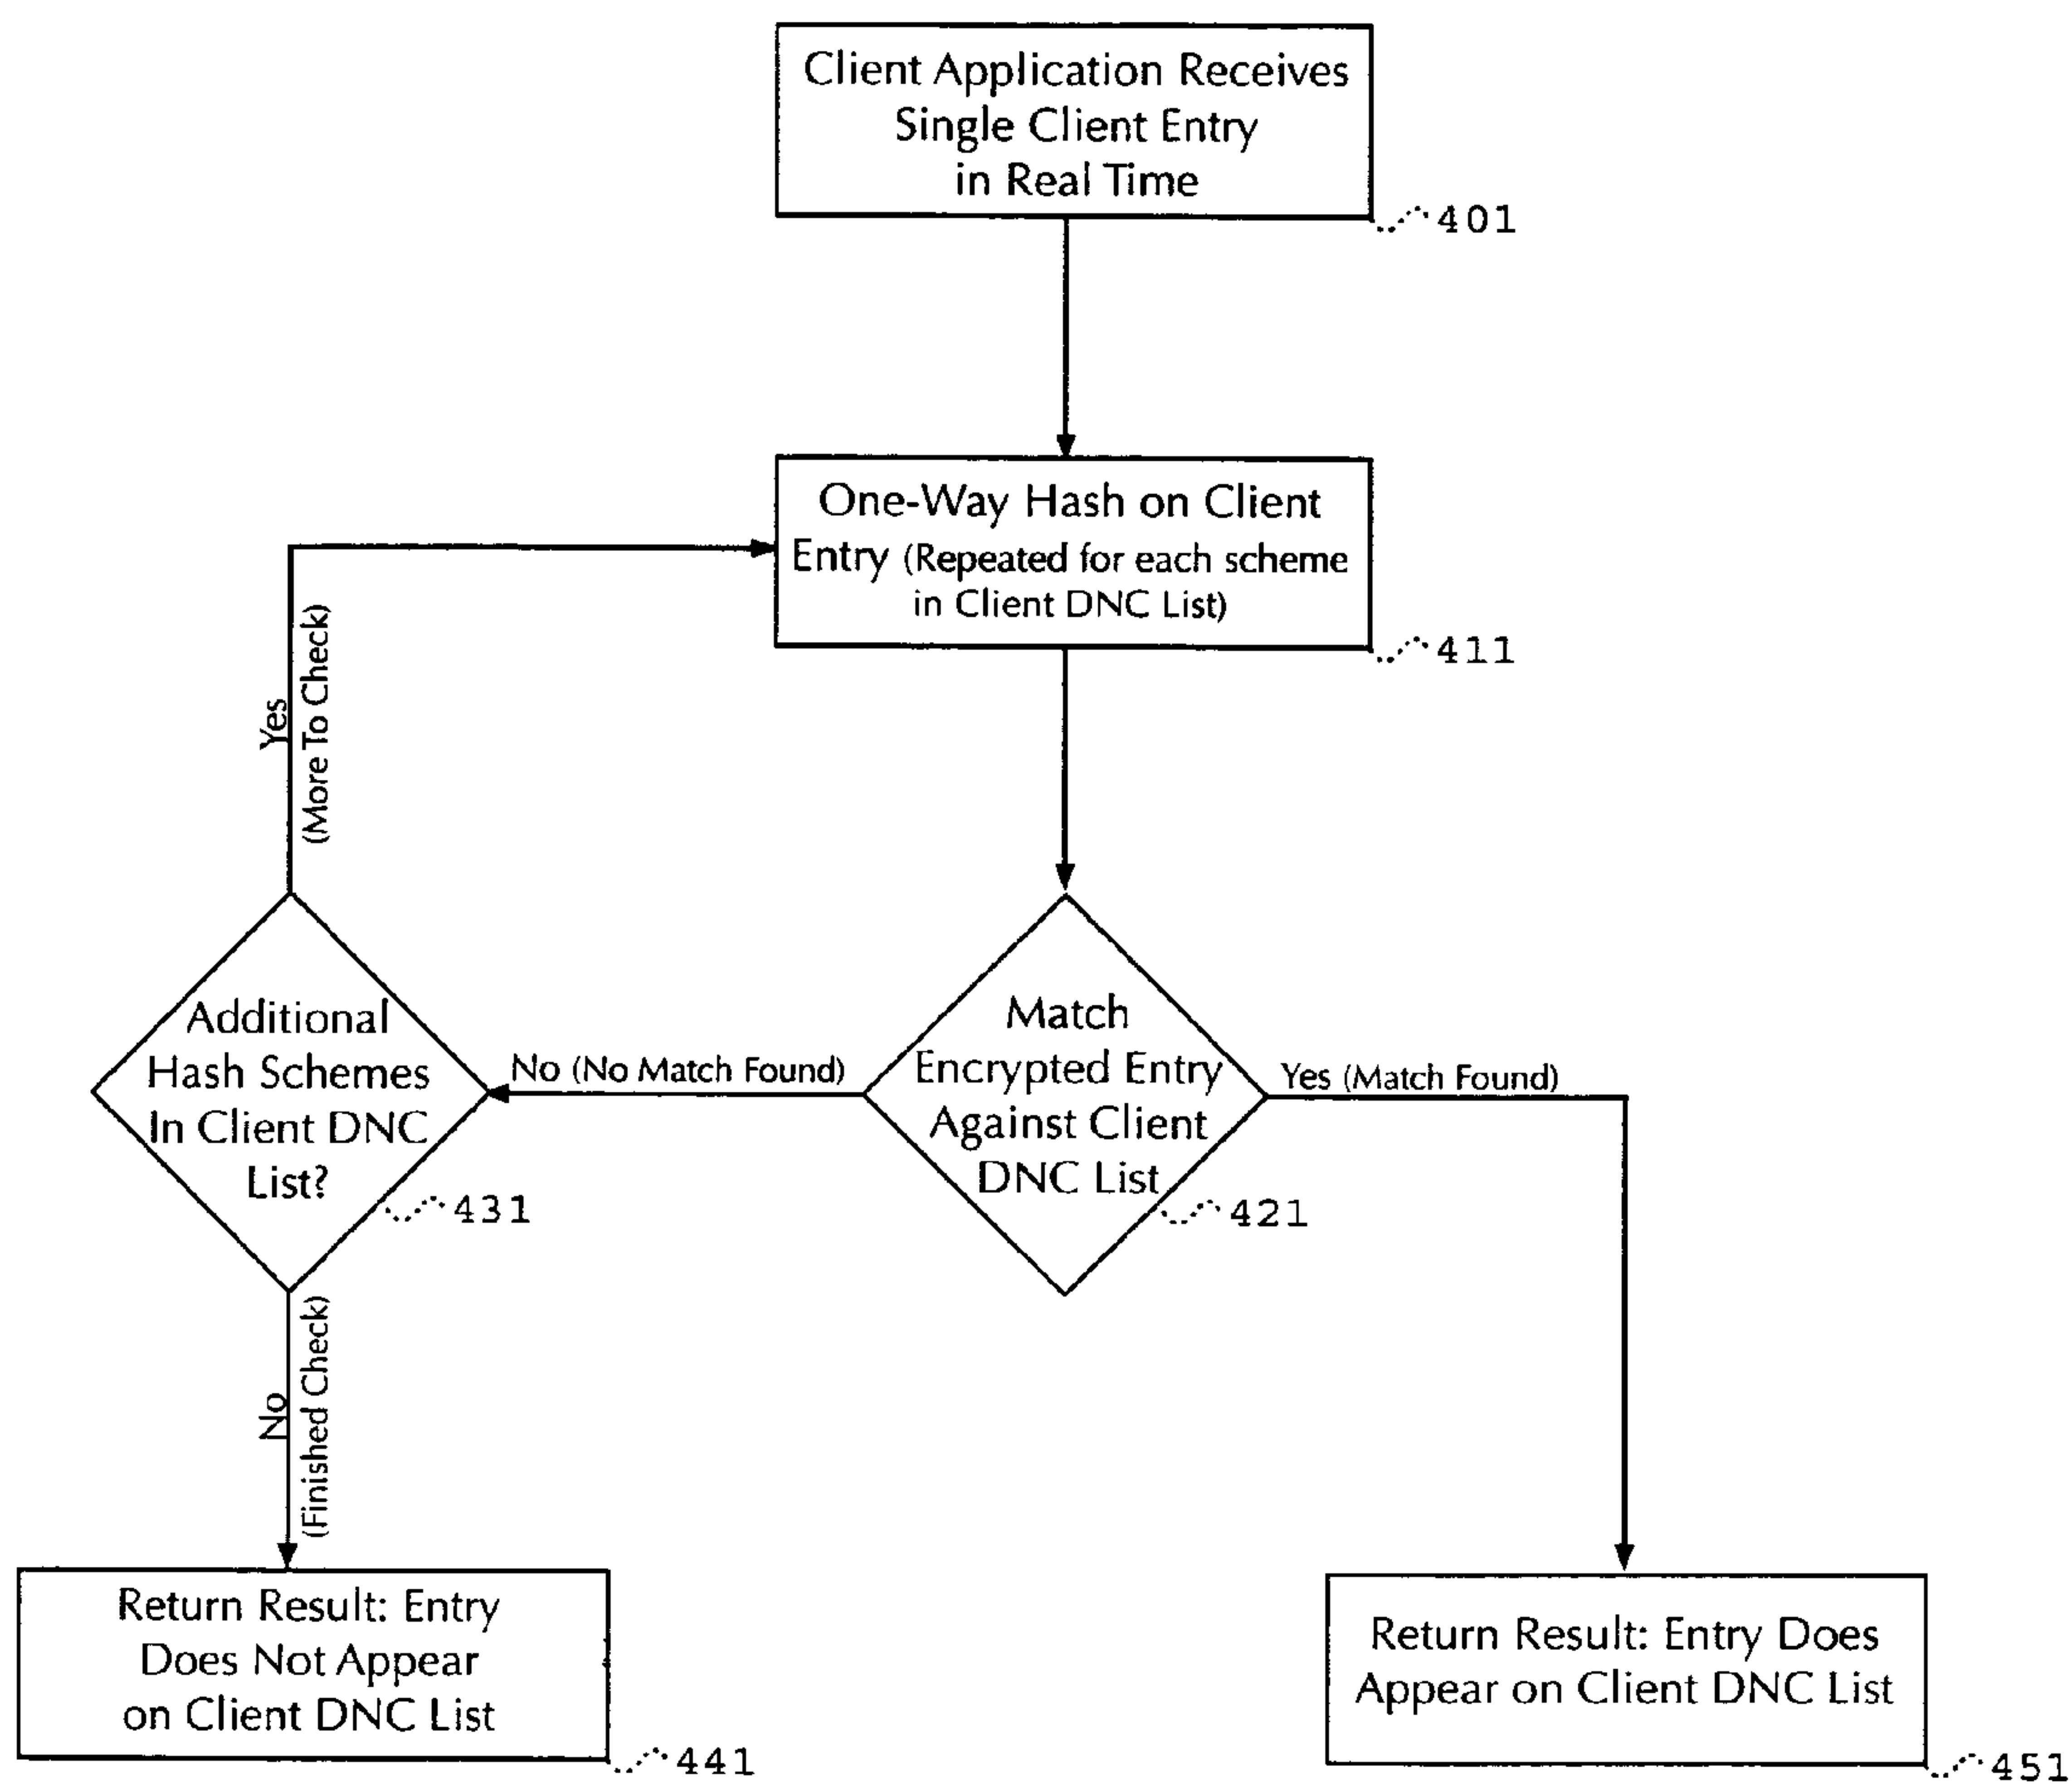 Client Application Receives
Single Client Entry
in Real Time
401
One-Way Hash on Client
Entry (Repeated for each scheme
in Client DNC List)
411
Yes
(More To Check)
Additional
Hash Schemes
In Client DNC
List?
431
No (No Match Found)
Match
Encrypted Entry
Against Client
DNC List
421
Yes (Match Found)
No
(Finished Check)
Return Result: Entry
Does Not Appear
on Client DNC List
441
Return Result: Entry Does
Appear on Client DNC List
451